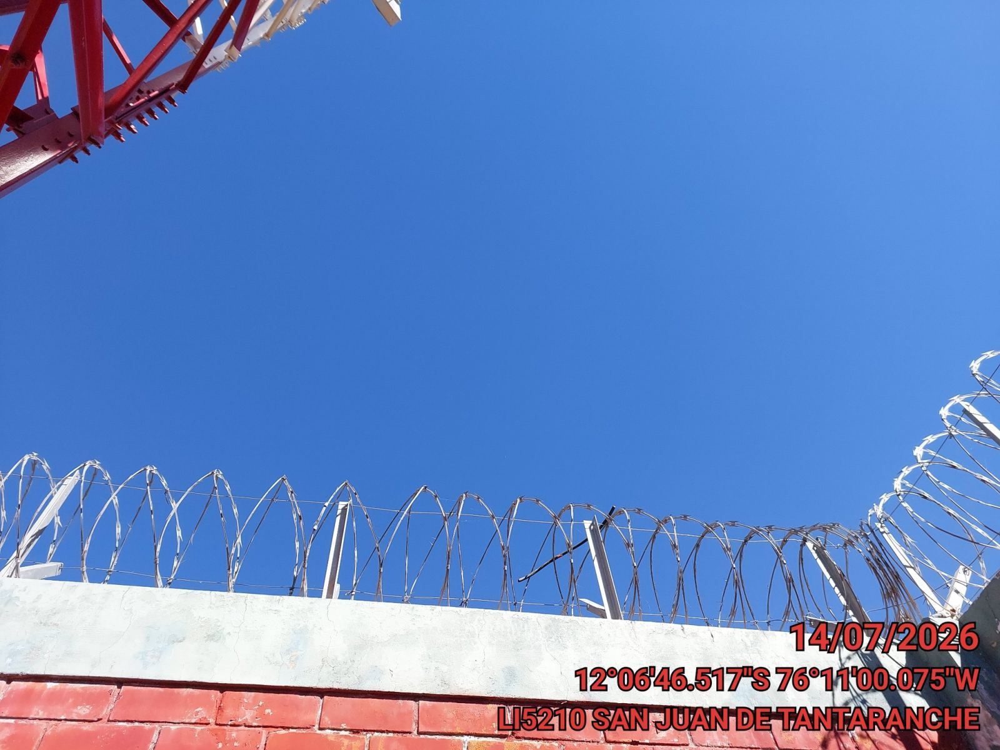 14/07/2026
12°06'46.517"S 76°11'00.075"W
LI5210 SAN JUAN DE TANTARANCHE